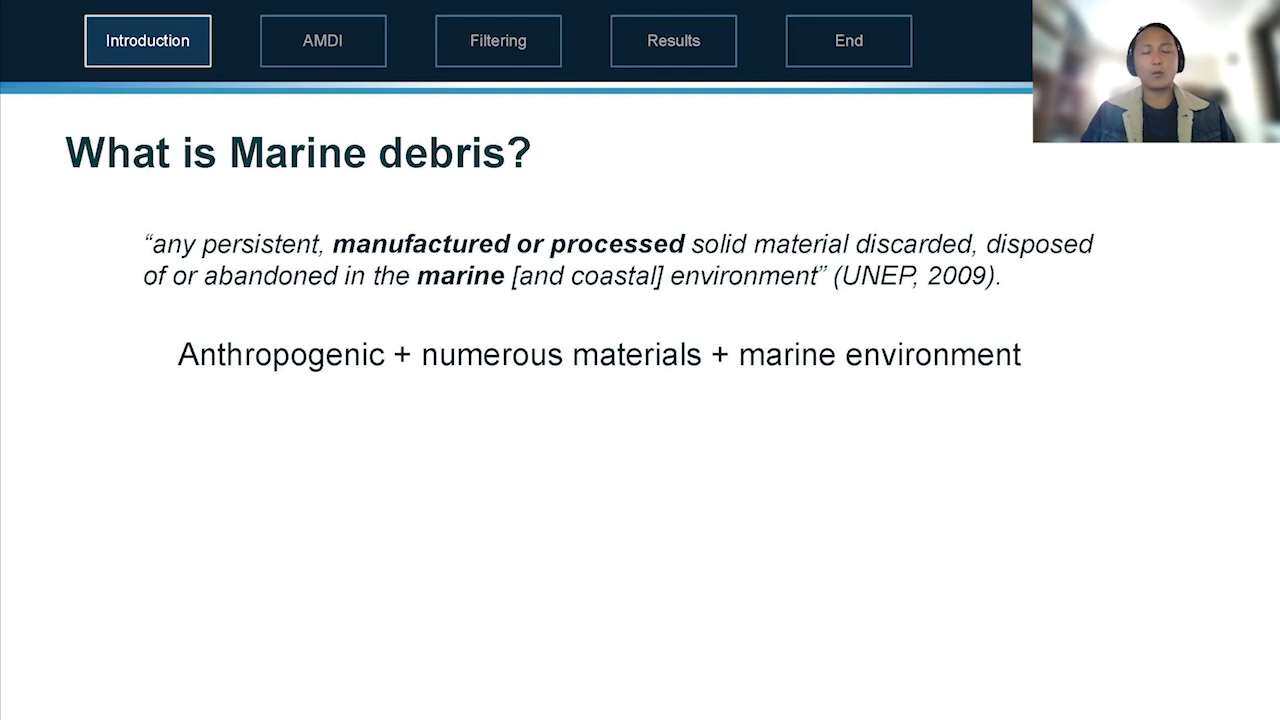 Introduction
AMDI
Filtering
Results
End
What is Marine debris?
“any persistent, manufactured or processed solid material discarded, disposed
of or abandoned in the marine [and coastal] environment” (UNEP, 2009).
Anthropogenic + numerous materials + marine environment